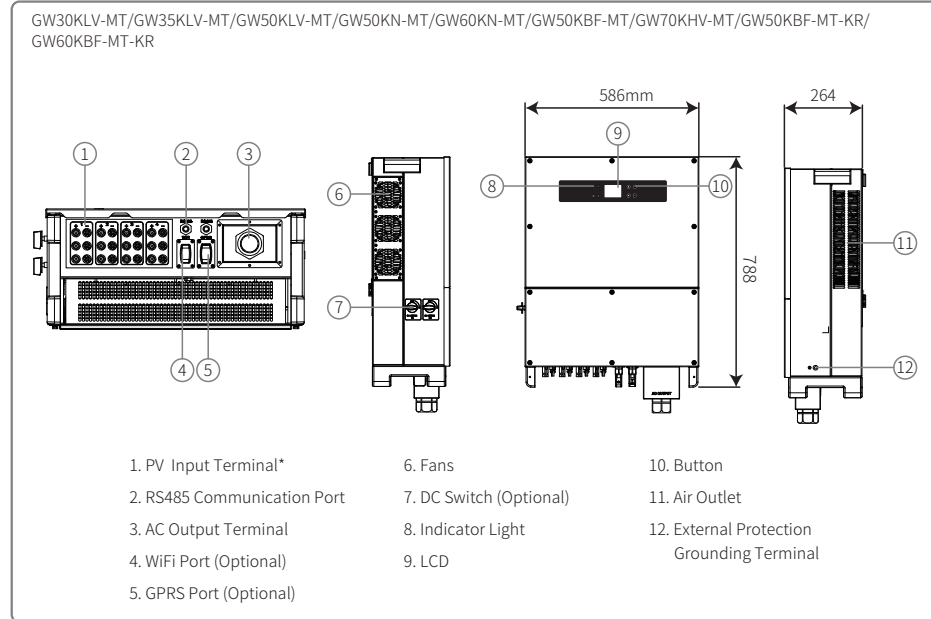 GW30KLV-MT/GW35KLV-MT/GW50KLV-MT/GW50KN-MT/GW60KN-MT/GW50KBF-MT/GW70KHV-MT/GW50KBF-MT-KR/
GW60KBF-MT-KR
586mm
264
1
2
3
6
9
8
10
788
11
7
4
5
12
AC OUTPUT
1. PV Input Terminal*
2. RS485 Communication Port
3. AC Output Terminal
4. WiFi Port (Optional)
5. GPRS Port (Optional)
6. Fans
7. DC Switch (Optional)
8. Indicator Light
9. LCD
10. Button
11. Air Outlet
12. External Protection
Grounding Terminal